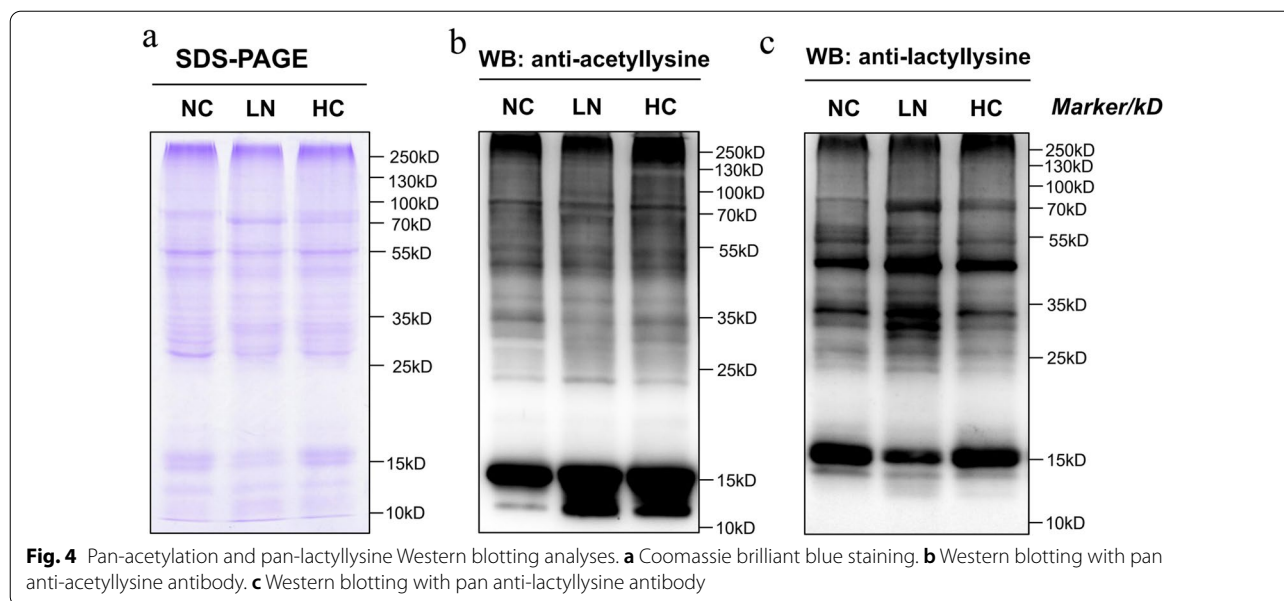 a
SDS-PAGE
NC LN HC
250kD
130kD
100kD
70kD
55kD
35kD
25kD
15kD
10kD
b
WB: anti-acetyllysine
NC LN HC
250kD
130kD
100kD
70kD
55kD
35kD
25kD
15kD
10kD
c
WB: anti-lactyllysine
NC LN HC
Marker/kD
250kD
130kD
100kD
70kD
55kD
35kD
25kD
15kD
10kD
Fig. 4 Pan-acetylation and pan-lactyllysine Western blotting analyses. a Coomassie brilliant blue staining. b Western blotting with pan
anti-acetyllysine antibody. c Western blotting with pan anti-lactyllysine antibody